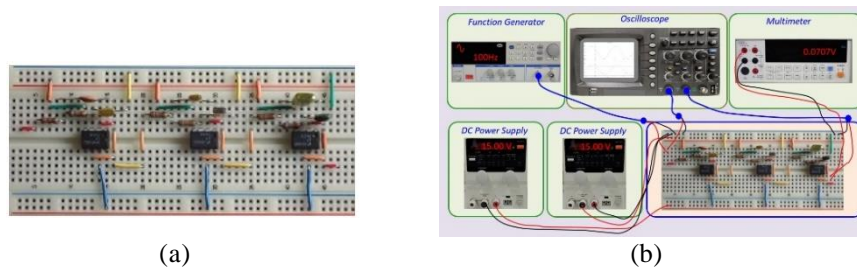 Function Generator
100Hz
Oscilloscope
Multimeter
0.0707V
DC Power Supply
15.00 V
DC Power Supply
15.00 V
(a)
(b)